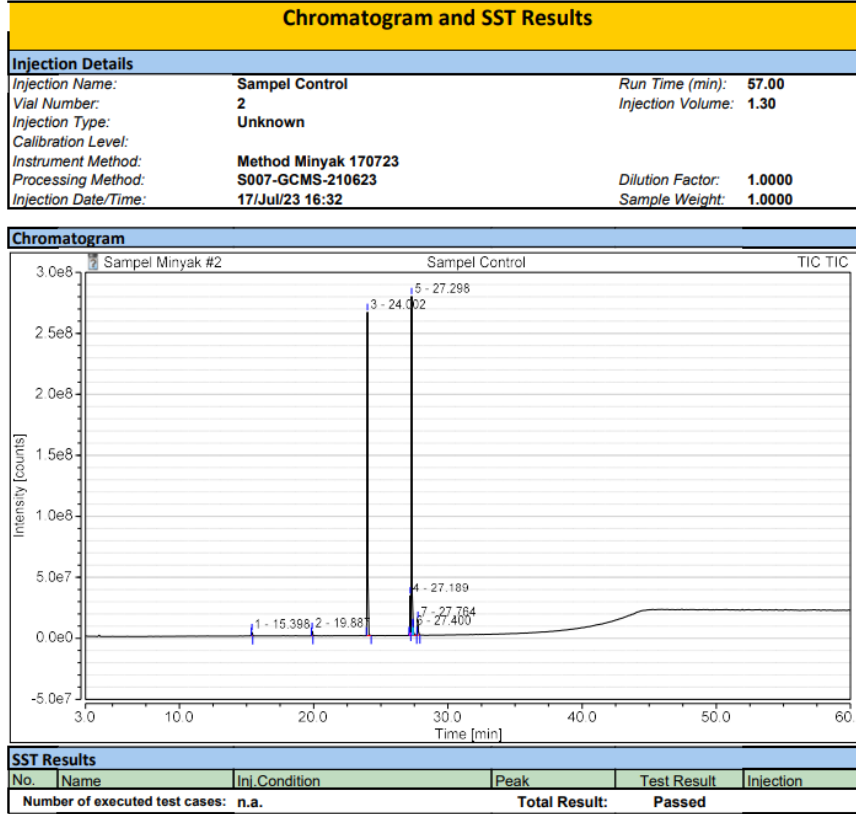 Chromatogram and SST Results
Injection Details
Injection Name: Sampel Control Run Time (min): 57.00
Vial Number: 2 Injection Volume: 1.30
Injection Type: Unknown
Calibration Level:
Instrument Method: Method Minyak 170723
Processing Method: S007-GCMS-210623 Dilution Factor: 1.0000
Injection Date/Time: 17/Jul/23 16:32 Sample Weight: 1.0000
Chromatogram
Sampel Minyak #2 Sampel Control TIC TIC
3.0e8
5 - 27.298
3 - 24.002
2.5e8
2.0e8
1.5e8
Intensity [counts]
1.0e8
5.0e7
4 - 27.189
7 - 27.764
1 - 15.398 2 - 19.887 6 - 27.400
0.0e0
-5.0e7
3.0 10.0 20.0 30.0 40.0 50.0 60.
Time [min]
SST Results
No. Name Inj.Condition Peak Test Result Injection
Number of executed test cases: n.a. Total Result: Passed